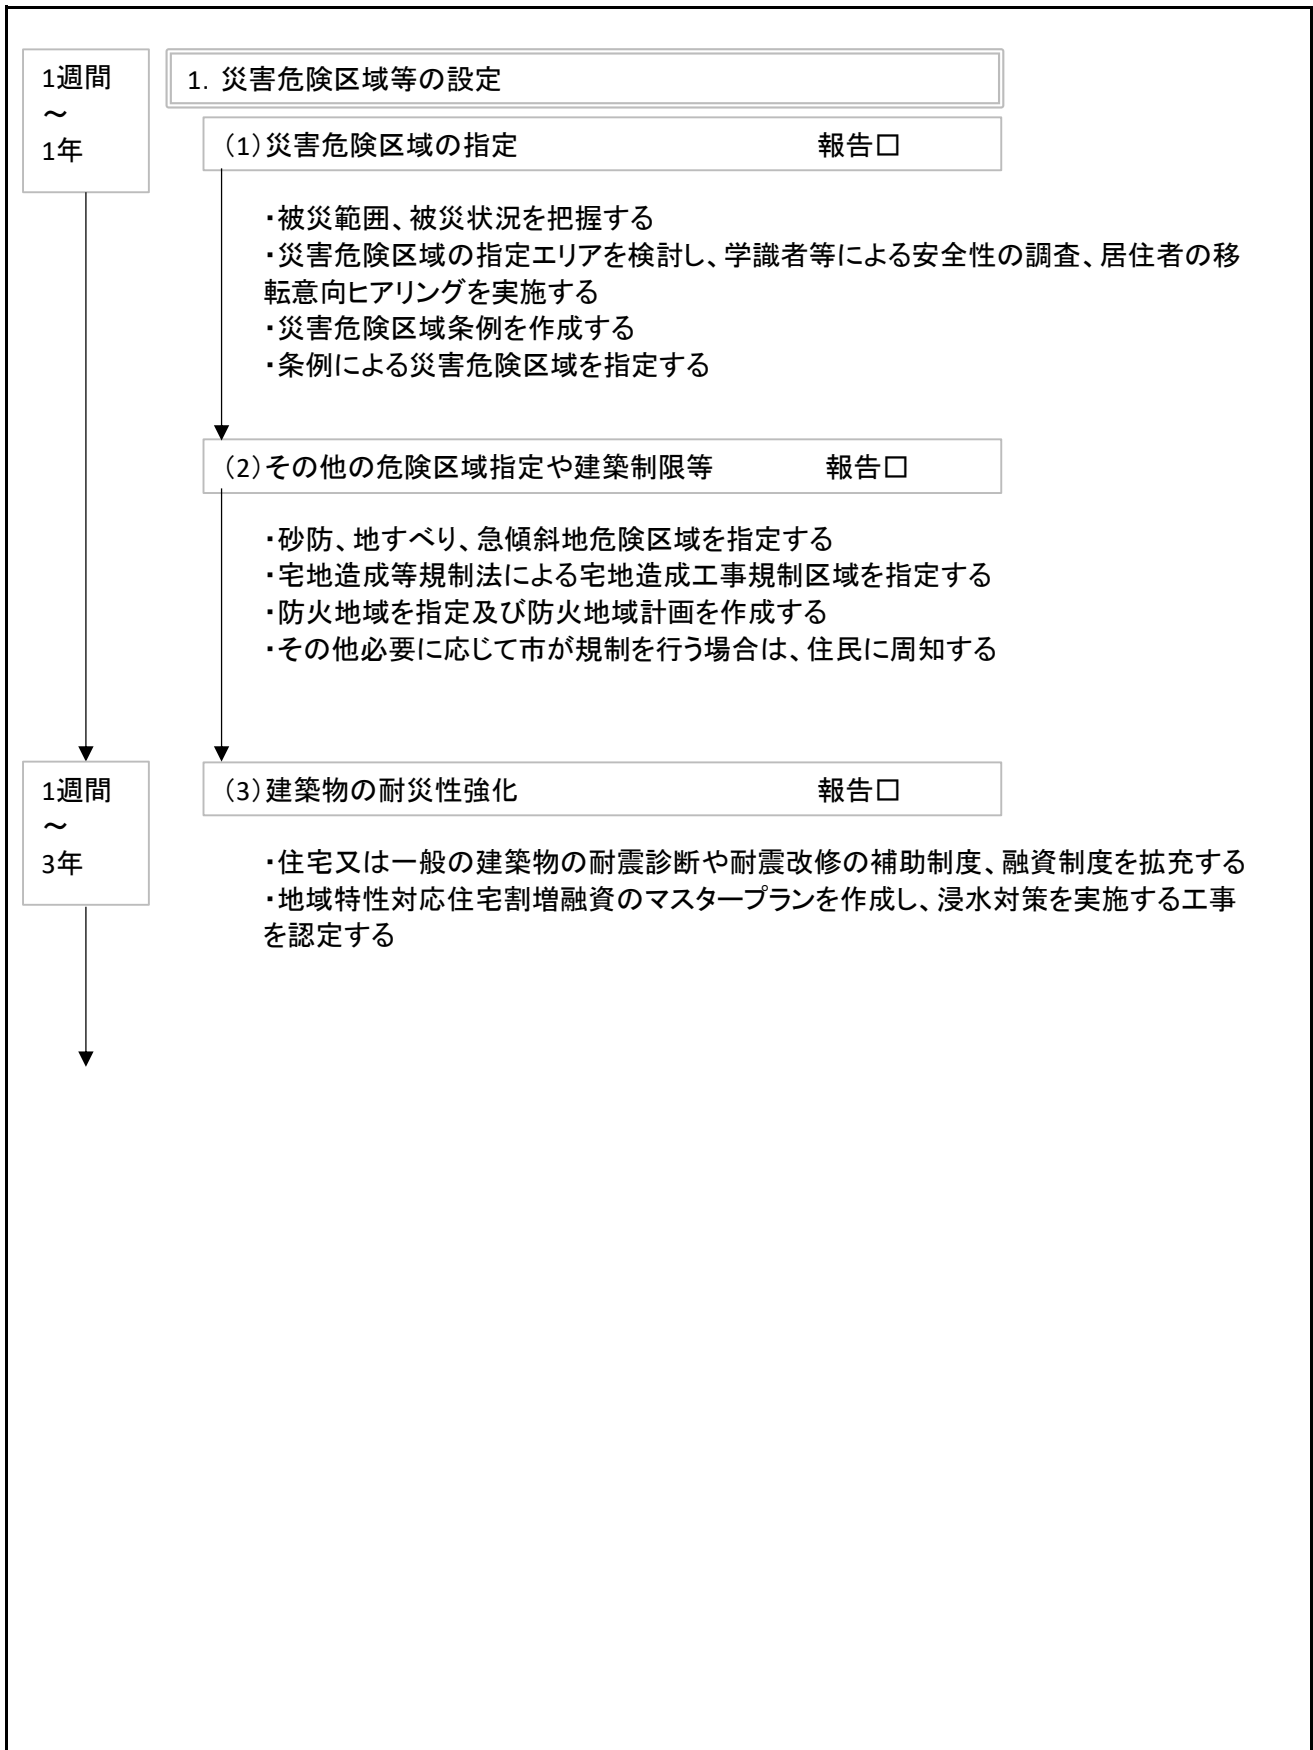 1週間
～
1年
1. 災害危険区域等の設定
（1）災害危険区域の指定 報告□
・被災範囲、被災状況を把握する
・災害危険区域の指定エリアを検討し、学識者等による安全性の調査、居住者の移
転意向ヒアリングを実施する
・災害危険区域条例を作成する
・条例による災害危険区域を指定する
（2）その他の危険区域指定や建築制限等 報告□
・砂防、地すべり、急傾斜地危険区域を指定する
・宅地造成等規制法による宅地造成工事規制区域を指定する
・防火地域を指定及び防火地域計画を作成する
・その他必要に応じて市が規制を行う場合は、住民に周知する
1週間
～
3年
（3）建築物の耐災性強化 報告□
・住宅又は一般の建築物の耐震診断や耐震改修の補助制度、融資制度を拡充する
・地域特性対応住宅割増融資のマスタープランを作成し、浸水対策を実施する工事
を認定する